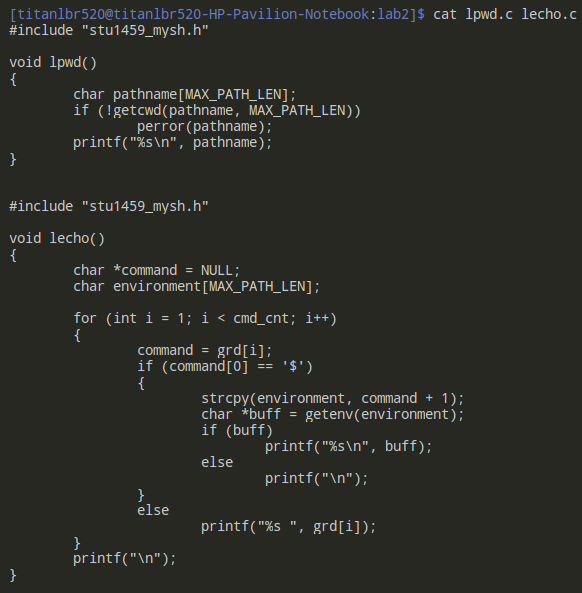 [titanlbr520@titanlbr520-HP-Pavilion-Notebook:lab2]$ cat lpwd.c lecho.c
#include "stu1459_mysh.h"

void lpwd()
{
        char pathname[MAX_PATH_LEN];
        if (!getcwd(pathname, MAX_PATH_LEN))
                perror(pathname);
        printf("%s\n", pathname);
}


#include "stu1459_mysh.h"

void lecho()
{
        char *command = NULL;
        char environment[MAX_PATH_LEN];

        for (int i = 1; i < cmd_cnt; i++)
        {
                command = grd[i];
                if (command[0] == '$')
                {
                        strcpy(environment, command + 1);
                        char *buff = getenv(environment);
                        if (buff)
                                printf("%s\n", buff);
                        else
                                printf("\n");
                }
                else
                        printf("%s ", grd[i]);
        }
        printf("\n");
}